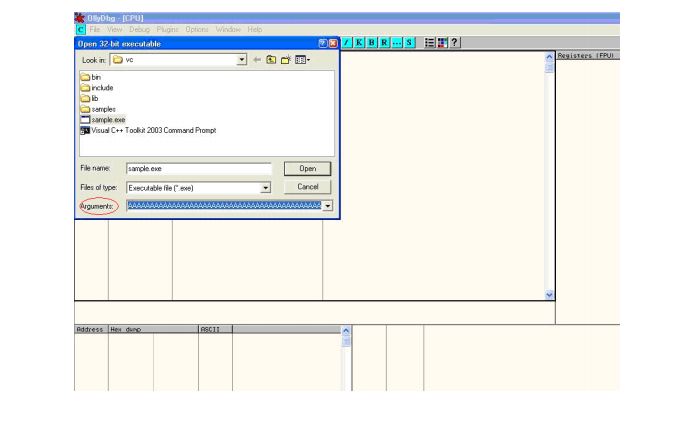 OllyDbg - [CPU]
C File View Debug Plugins Options Window Help
Open 32-bit executable
/ K B R ... S ?
Look in: vc
bin
include
lib
samples
sample.exe
Visual C++ Toolkit 2003 Command Prompt
File name: sample.exe Open
Files of type: Executable file (*.exe) Cancel
Arguments:
Registers (FPU)
Address Hex dump ASCII